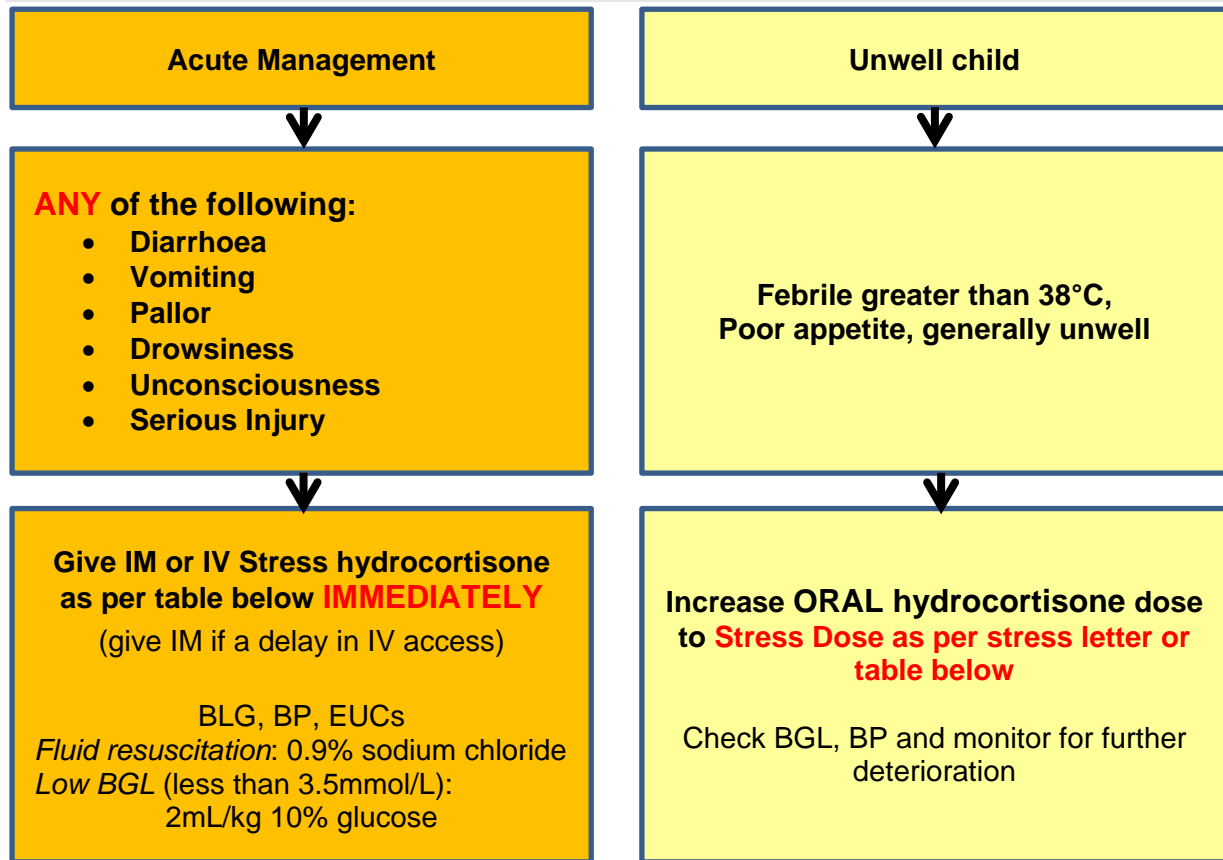 Acute Management
ANY of the following:
• Diarrhoea
• Vomiting
• Pallor
• Drowsiness
• Unconsciousness
• Serious Injury
Give IM or IV Stress hydrocortisone
as per table below IMMEDIATELY
(give IM if a delay in IV access)
BLG, BP, EUCs
Fluid resuscitation: 0.9% sodium chloride
Low BGL (less than 3.5mmol/L):
2mL/kg 10% glucose
Unwell child
Febrile greater than 38°C,
Poor appetite, generally unwell
Increase ORAL hydrocortisone dose
to Stress Dose as per stress letter or
table below
Check BGL, BP and monitor for further
deterioration